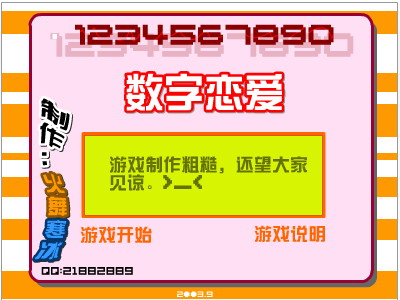 1234567890
数字恋爱
制作:火舞寒冰
游戏制作粗糙，还望大家
见谅。>_<
游戏开始
游戏说明
QQ:21882889
2003.9